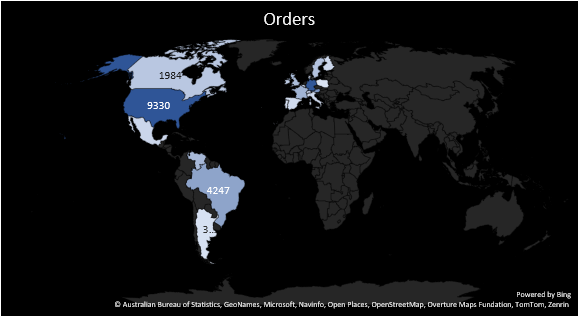 Orders
1984
9330
4247
3...
Powered by Bing
© Australian Bureau of Statistics, GeoNames, Microsoft, Navinfo, Open Places, OpenStreetMap, Overture Maps Fundation, TomTom, Zenrin